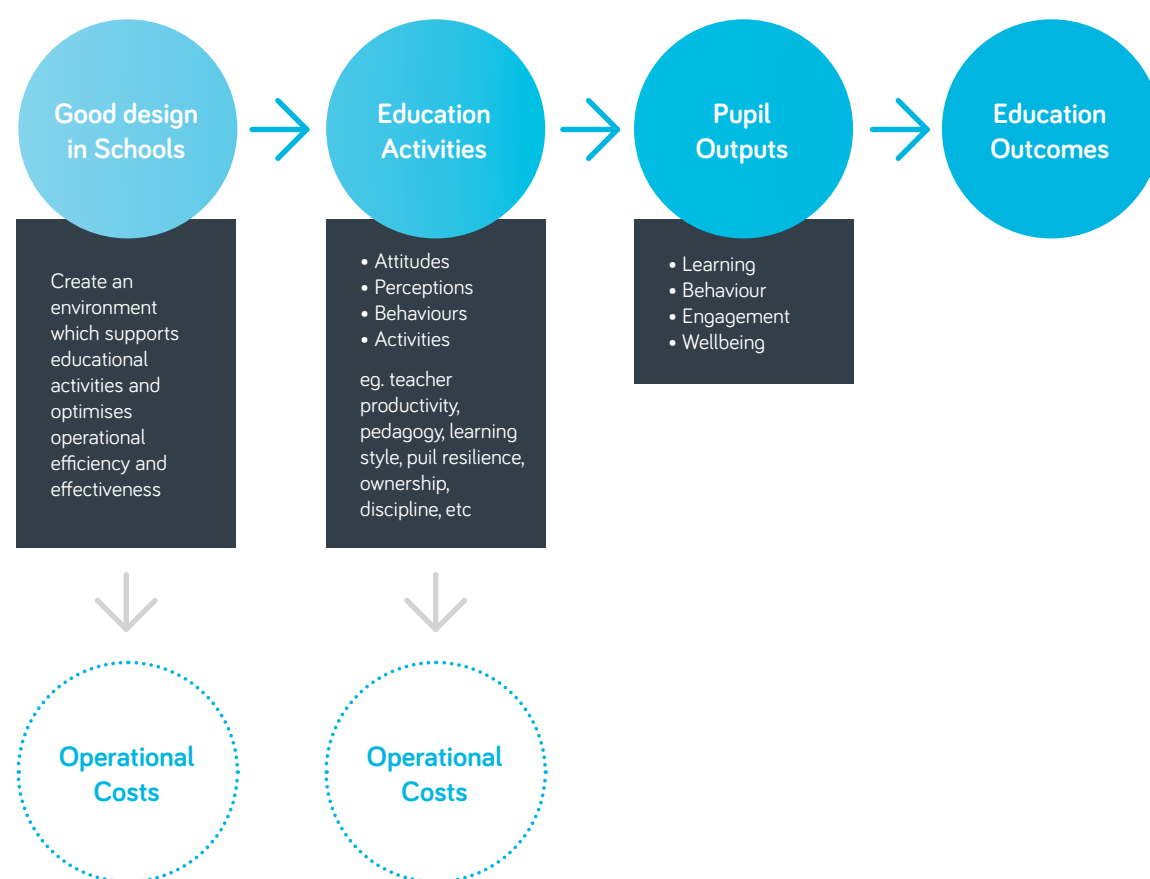 Good design
in Schools
Education
Activities
Pupil
Outputs
Education
Outcomes
Create an
environment
which supports
educational
activities and
optimises
operational
efficiency and
effectiveness
• Attitudes
• Perceptions
• Behaviours
• Activities
eg. teacher
productivity,
pedagogy, learning
style, puil resilience,
ownership,
discipline, etc
• Learning
• Behaviour
• Engagement
• Wellbeing
Operational
Costs
Operational
Costs